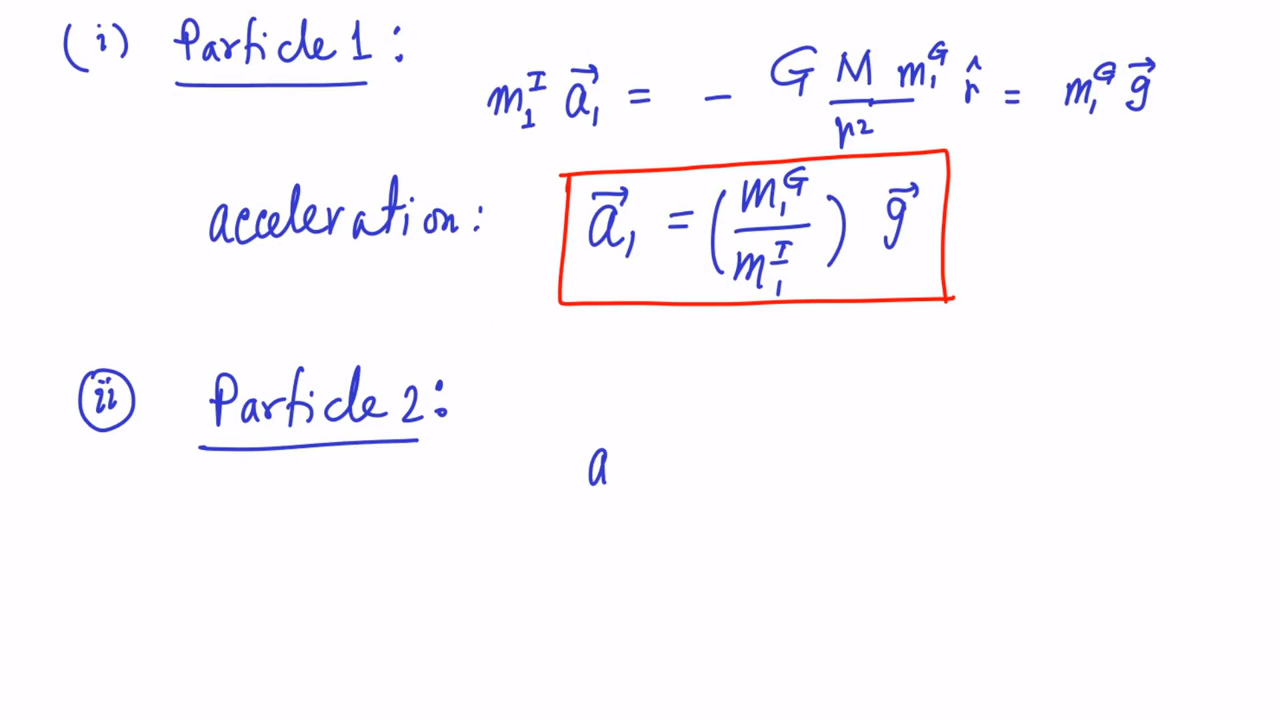 (i) Particle 1:
m₁ᴵ a⃗₁ = - G M m₁ᴳ / r² r̂ = m₁ᴳ g⃗
acceleration: a⃗₁ = (m₁ᴳ / m₁ᴵ) g⃗
(ii) Particle 2:
a